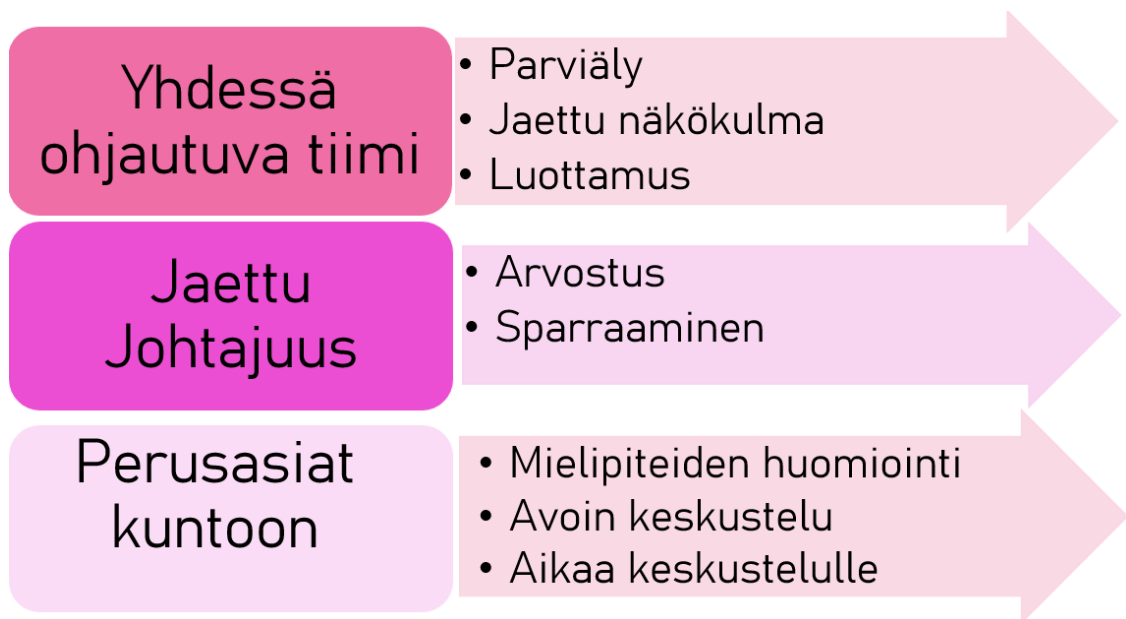 Yhdessä
ohjautuva tiimi
• Parviäly
• Jaettu näkökulma
• Luottamus
Jaettu
Johtajuus
• Arvostus
• Sparraaminen
Perusasiat
kuntoon
• Mielipiteiden huomiointi
• Avoin keskustelu
• Aikaa keskustelulle